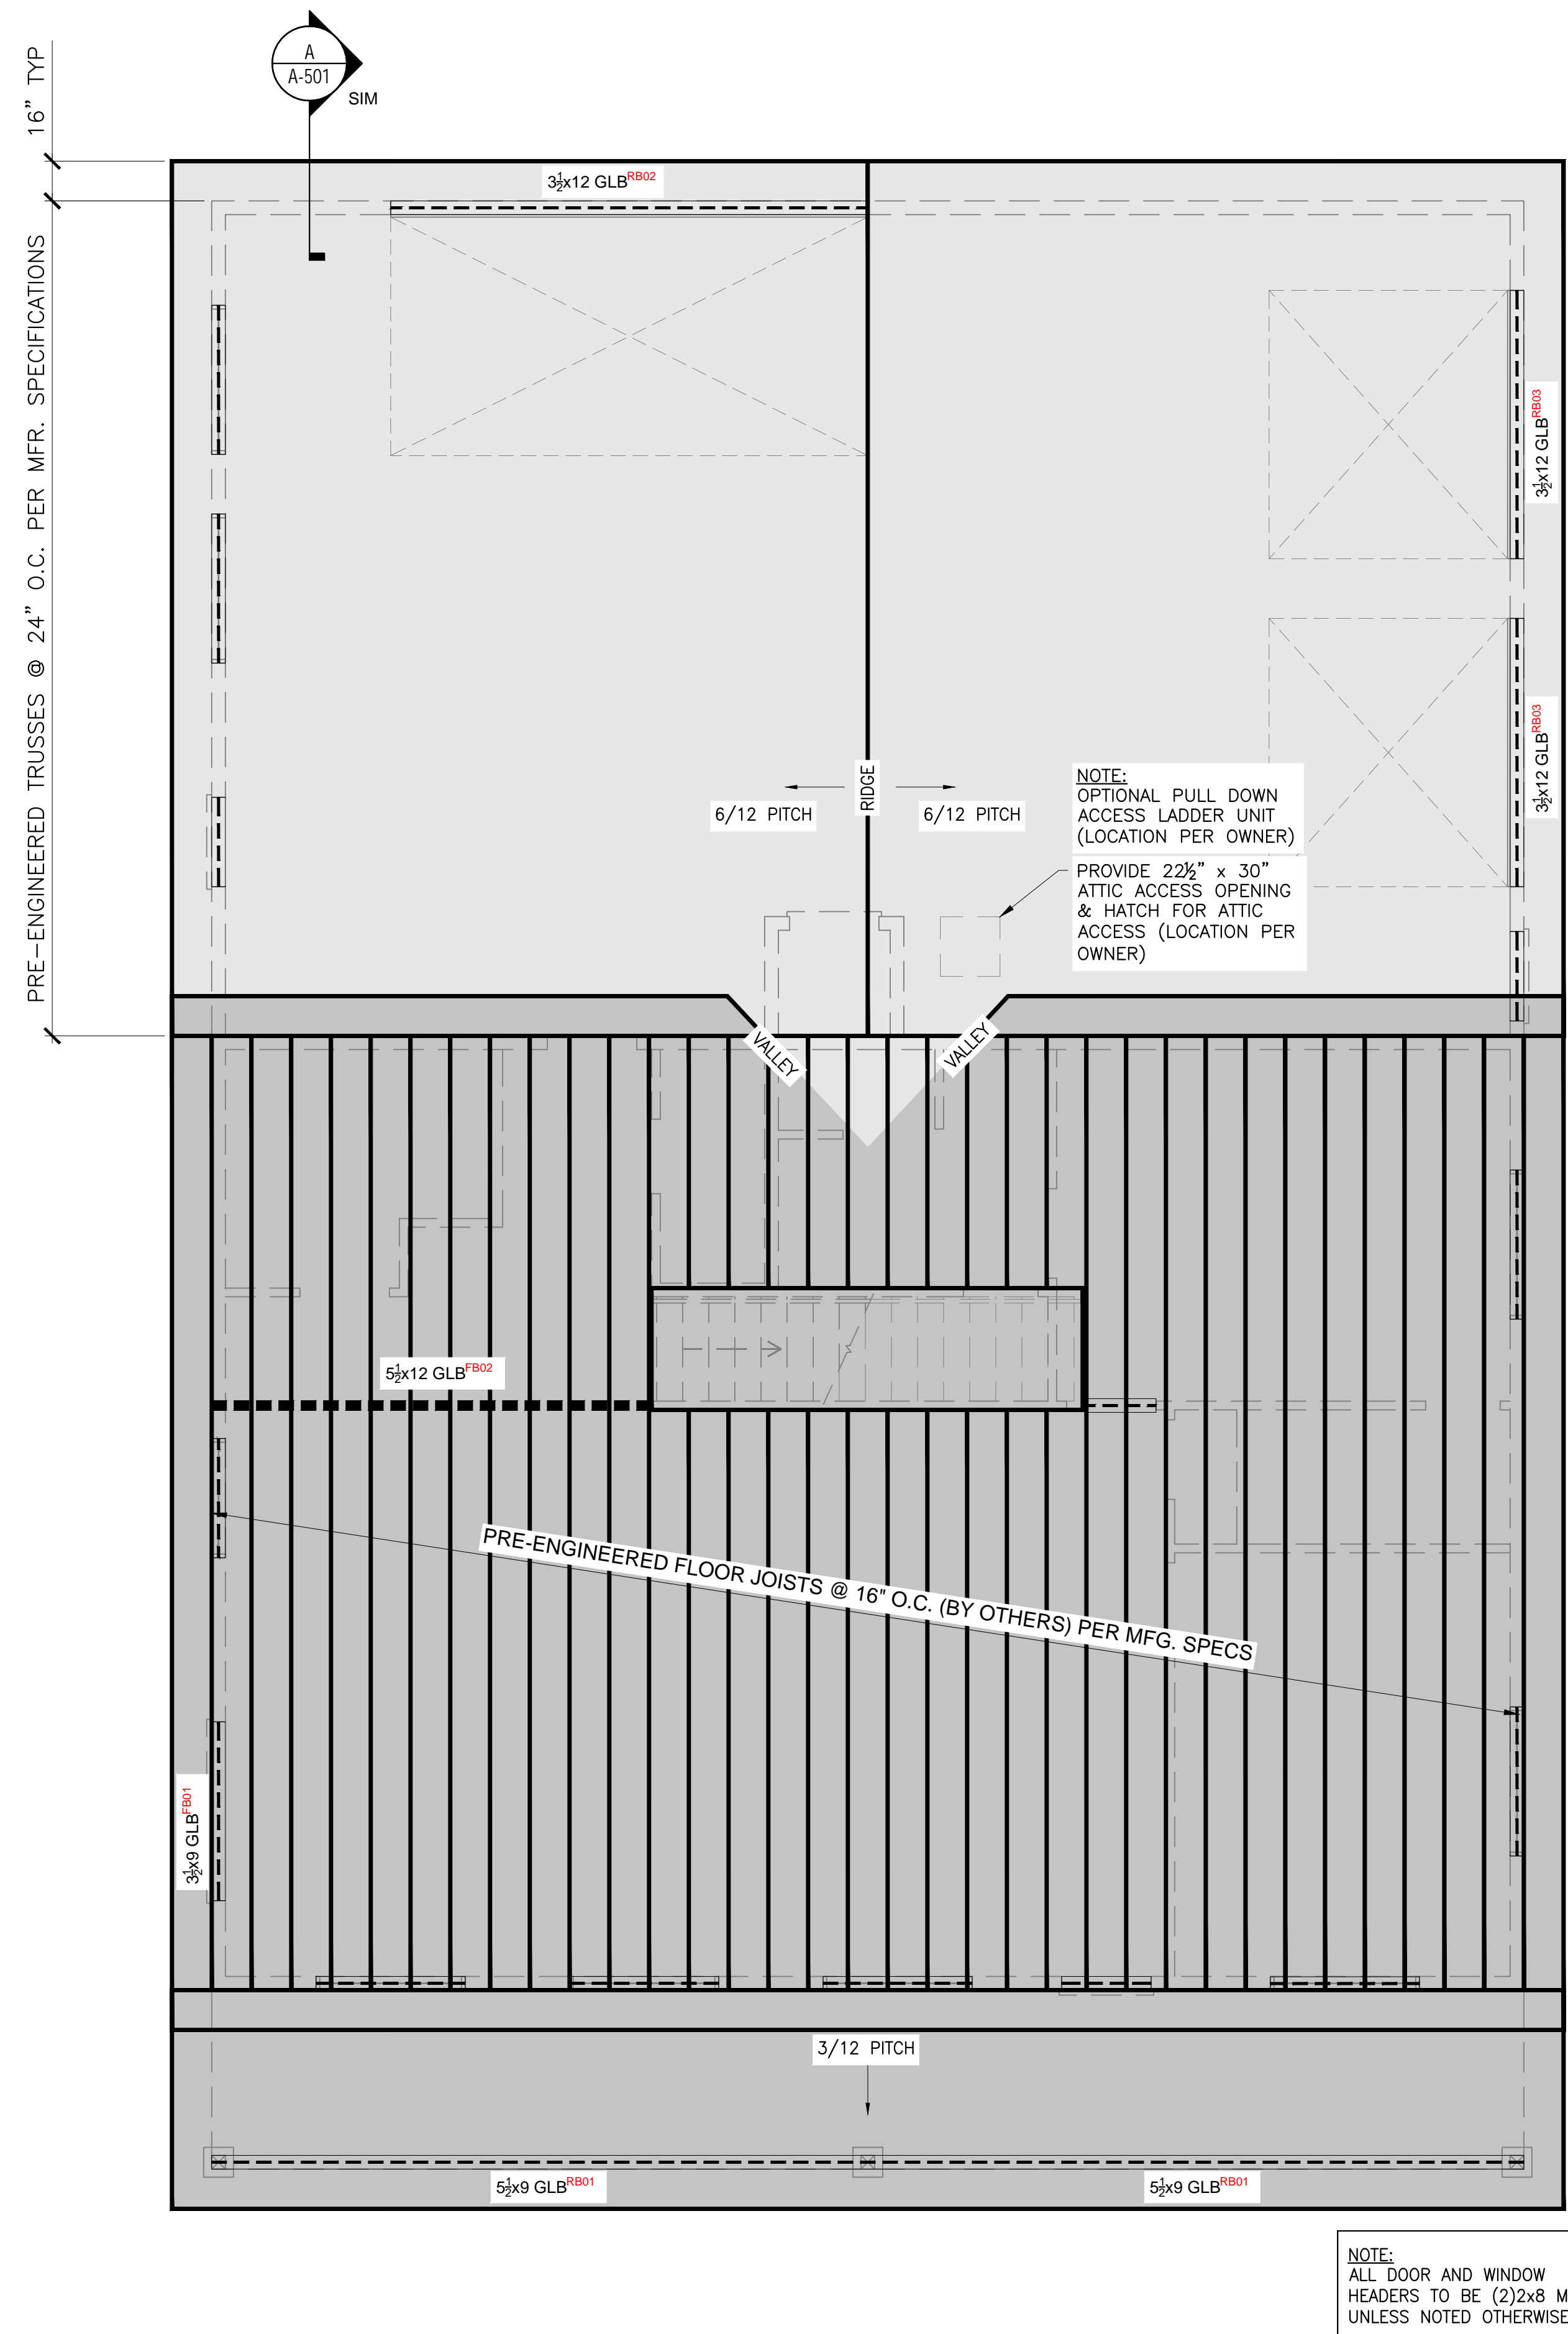 A
A-501
SIM
16” TYP
PRE-ENGINEERED TRUSSES @ 24” O.C. PER MFR. SPECIFICATIONS
3½x12 GLB RB02
3½x12 GLB RB03
3½x12 GLB RB03
RIDGE
6/12 PITCH
6/12 PITCH
NOTE:
OPTIONAL PULL DOWN
ACCESS LADDER UNIT
(LOCATION PER OWNER)
PROVIDE 22½” x 30”
ATTIC ACCESS OPENING
& HATCH FOR ATTIC
ACCESS (LOCATION PER
OWNER)
VALLEY
VALLEY
5½x12 GLB FB02
PRE-ENGINEERED FLOOR JOISTS @ 16" O.C. (BY OTHERS) PER MFG. SPECS
3½x9 GLB FB01
3/12 PITCH
5½x9 GLB RB01
5½x9 GLB RB01
NOTE:
ALL DOOR AND WINDOW
HEADERS TO BE (2)2x8 M
UNLESS NOTED OTHERWISE